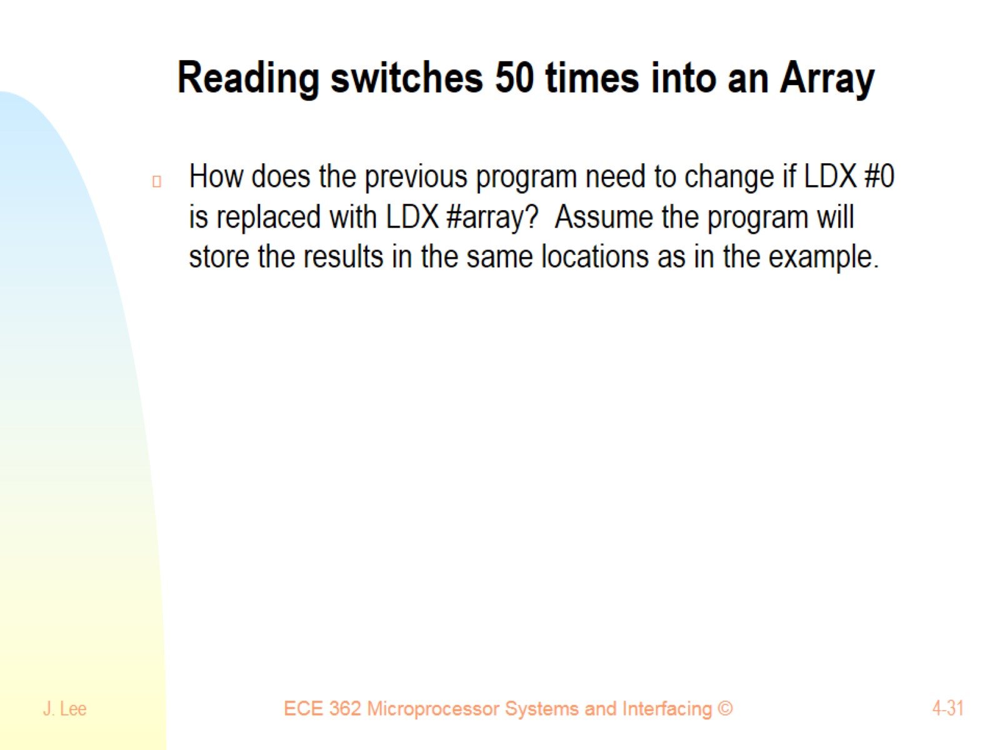 Reading switches 50 times into an Array
How does the previous program need to change if LDX #0
is replaced with LDX #array?  Assume the program will
store the results in the same locations as in the example.
J. Lee
ECE 362 Microprocessor Systems and Interfacing ©
4-31